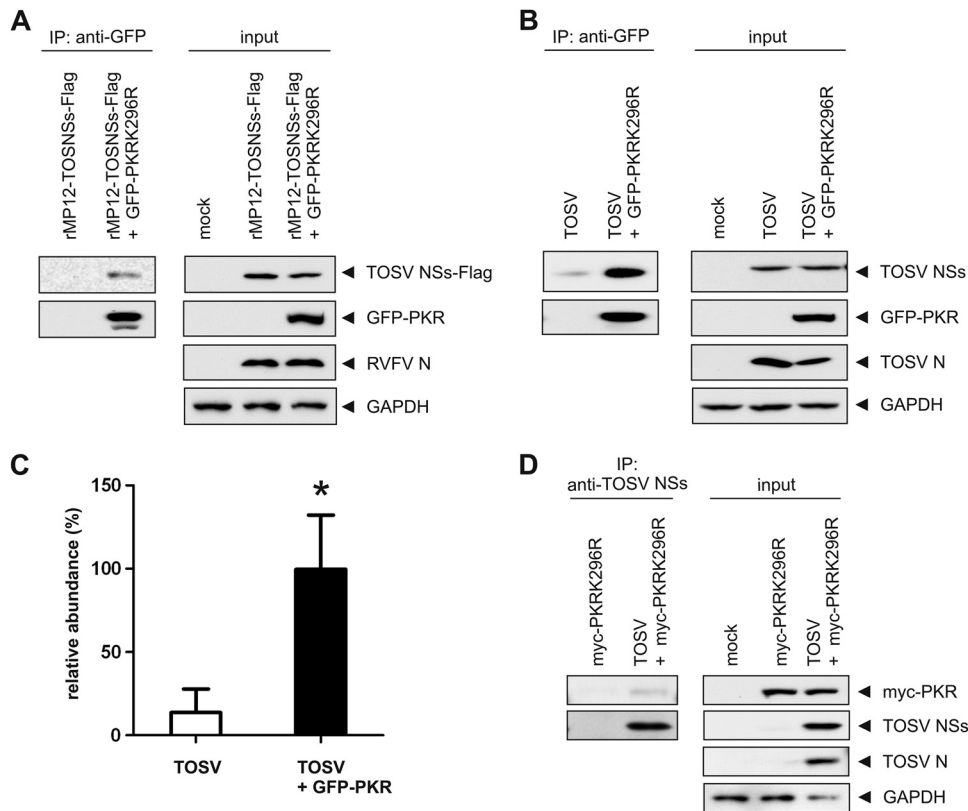 A
IP: anti-GFP
input
rMP12-TOSNSs-Flag
rMP12-TOSNSs-Flag
+ GFP-PKRK296R
mock
rMP12-TOSNSs-Flag
rMP12-TOSNSs-Flag
+ GFP-PKRK296R
TOSV NSs-Flag
GFP-PKR
RVFV N
GAPDH
B
IP: anti-GFP
input
TOSV
TOSV
+ GFP-PKRK296R
mock
TOSV
TOSV
+ GFP-PKRK296R
TOSV NSs
GFP-PKR
TOSV N
GAPDH
C
relative abundance (%)
150
100
50
0
*
TOSV
TOSV
+ GFP-PKR
D
IP:
anti-TOSV NSs
input
myc-PKRK296R
TOSV
+ myc-PKRK296R
mock
myc-PKRK296R
TOSV
+ myc-PKRK296R
myc-PKR
TOSV NSs
TOSV N
GAPDH